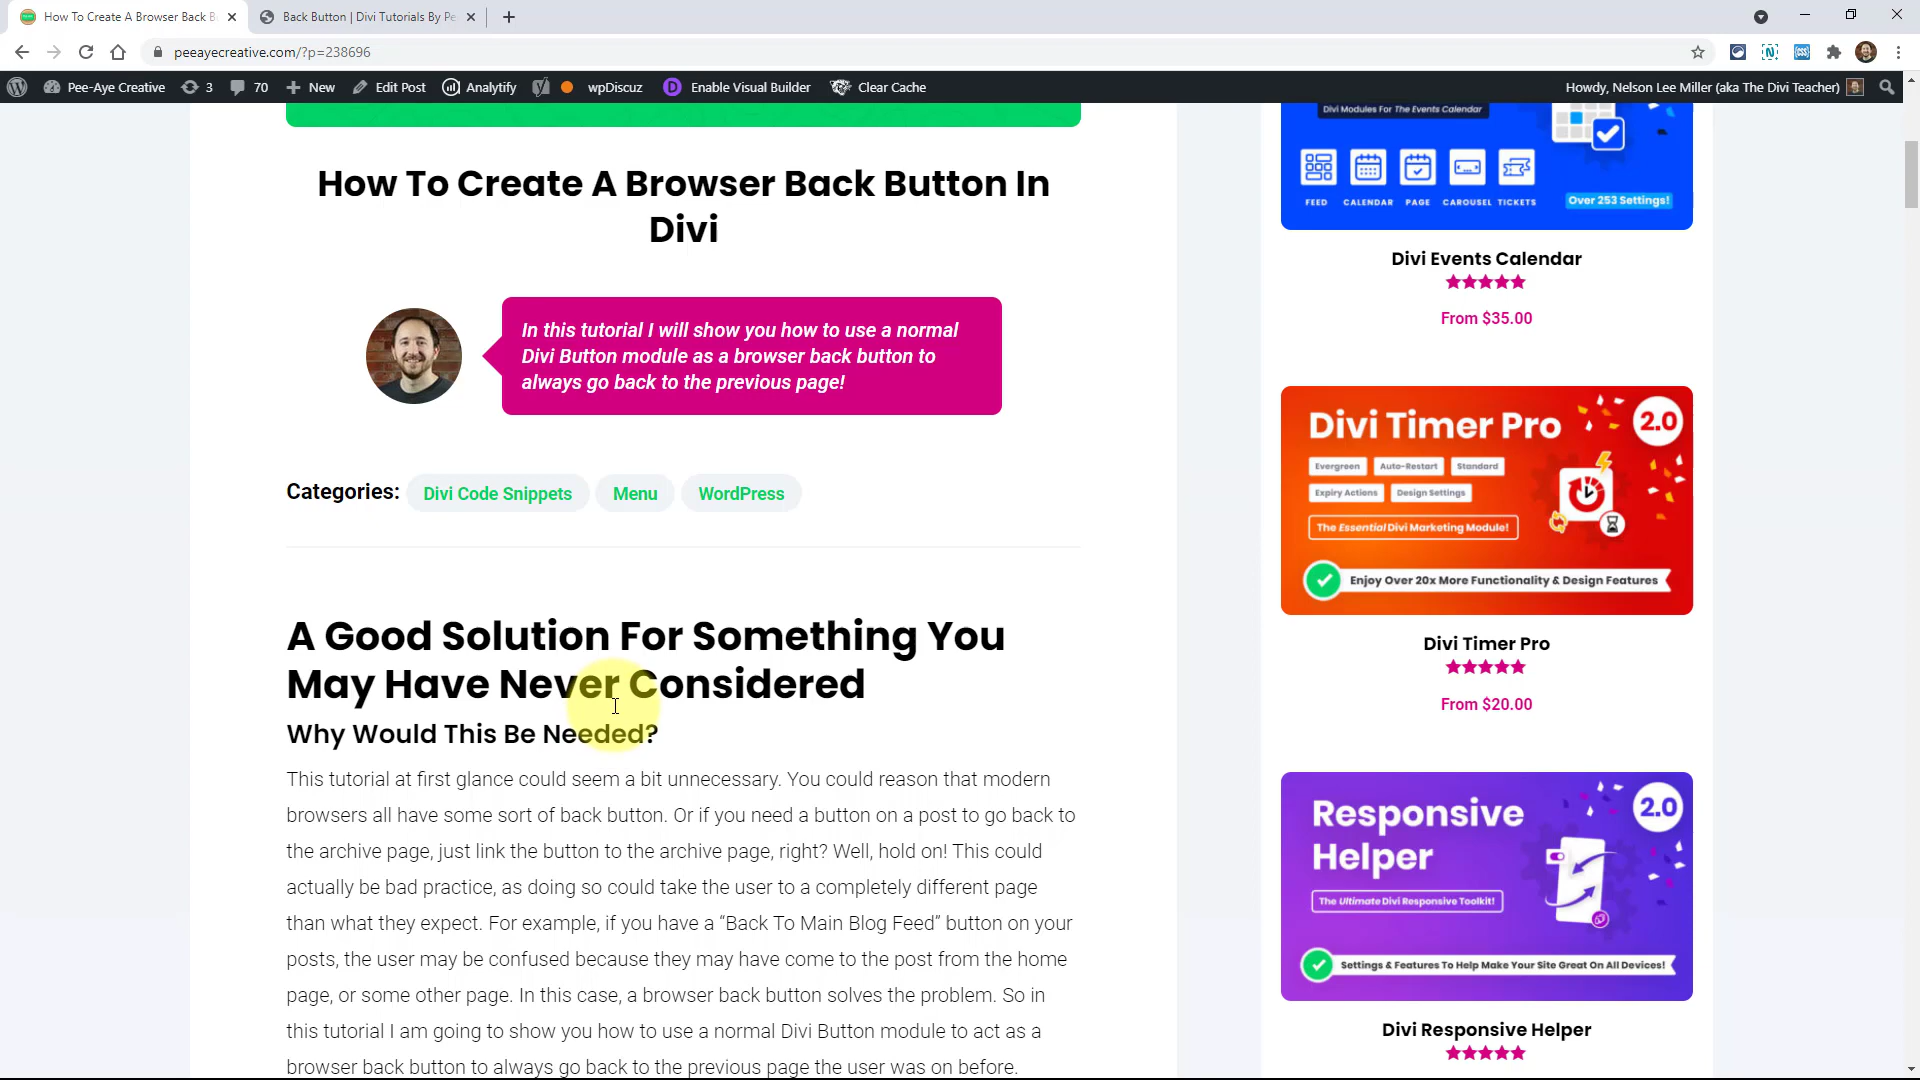 How To Create A Browser Back B
Back Button | Divi Tutorials By Pe
peeayecreative.com/?p=238696
Pee-Aye Creative
3
70
New
Edit Post
Analytify
wpDiscuz
Enable Visual Builder
Clear Cache
Howdy, Nelson Lee Miller (aka The Divi Teacher)
How To Create A Browser Back Button In
Divi
In this tutorial I will show you how to use a normal
Divi Button module as a browser back button to
always go back to the previous page!
Categories:
Divi Code Snippets
Menu
WordPress
A Good Solution For Something You
May Have Never Considered
Why Would This Be Needed?
This tutorial at first glance could seem a bit unnecessary. You could reason that modern
browsers all have some sort of back button. Or if you need a button on a post to go back to
the archive page, just link the button to the archive page, right? Well, hold on! This could
actually be bad practice, as doing so could take the user to a completely different page
than what they expect. For example, if you have a “Back To Main Blog Feed” button on your
posts, the user may be confused because they may have come to the post from the home
page, or some other page. In this case, a browser back button solves the problem. So in
this tutorial I am going to show you how to use a normal Divi Button module to act as a
browser back button to always go back to the previous page the user was on before.
Divi Modules For The Events Calendar
FEED
CALENDAR
PAGE
CAROUSEL
TICKETS
Over 253 Settings!
Divi Events Calendar
From $35.00
Divi Timer Pro
2.0
Evergreen
Auto-Restart
Standard
Expiry Actions
Design Settings
The Essential Divi Marketing Module!
Enjoy Over 20x More Functionality & Design Features
Divi Timer Pro
From $20.00
Responsive
Helper
2.0
The Ultimate Divi Responsive Toolkit!
Settings & Features To Help Make Your Site Great On All Devices!
Divi Responsive Helper